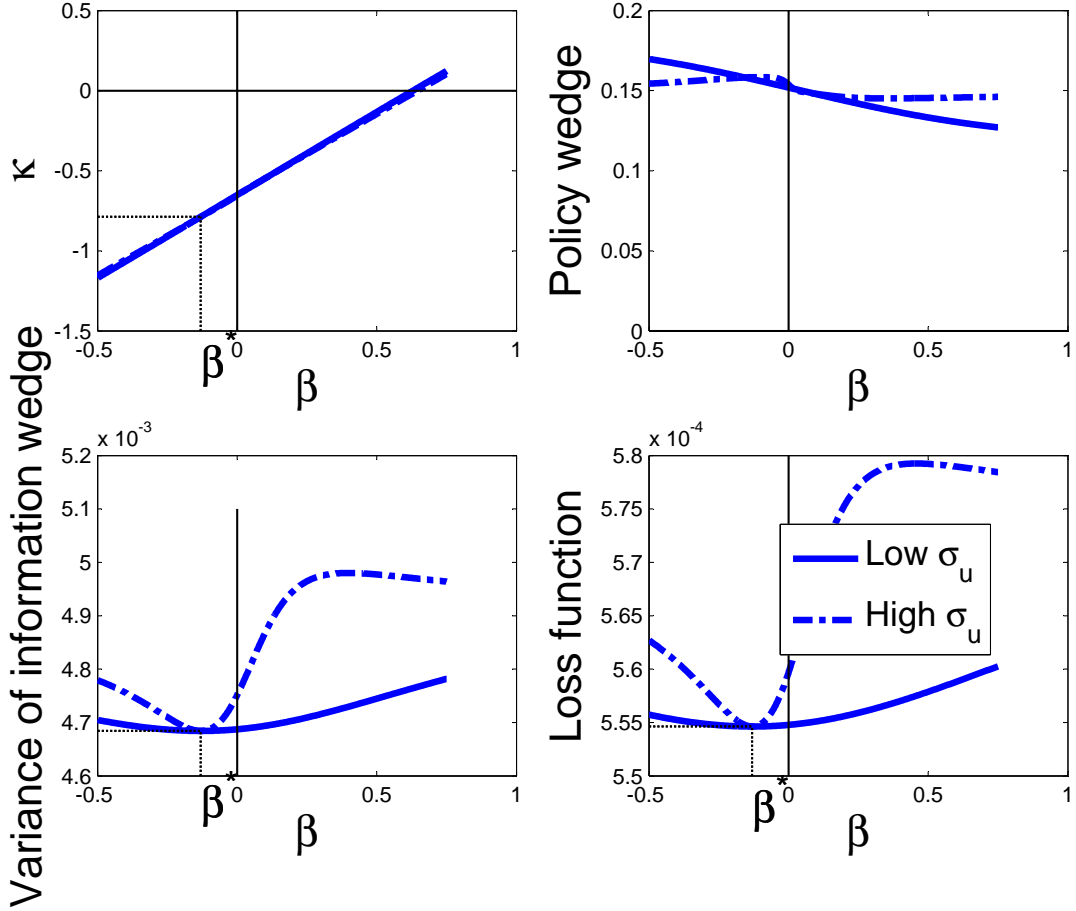 0.5
0
-0.5
-1
-1.5
κ
-0.5
0
0.5
1
β*
β
0.2
0.15
0.1
0.05
0
Policy wedge
-0.5
0
0.5
1
β
x 10-3
5.2
5.1
5
4.9
4.8
4.7
4.6
Variance of information wedge
-0.5
0
0.5
1
β*
β
x 10-4
5.8
5.75
5.7
5.65
5.6
5.55
5.5
Loss function
Low σu
High σu
-0.5
0
0.5
1
β*
β